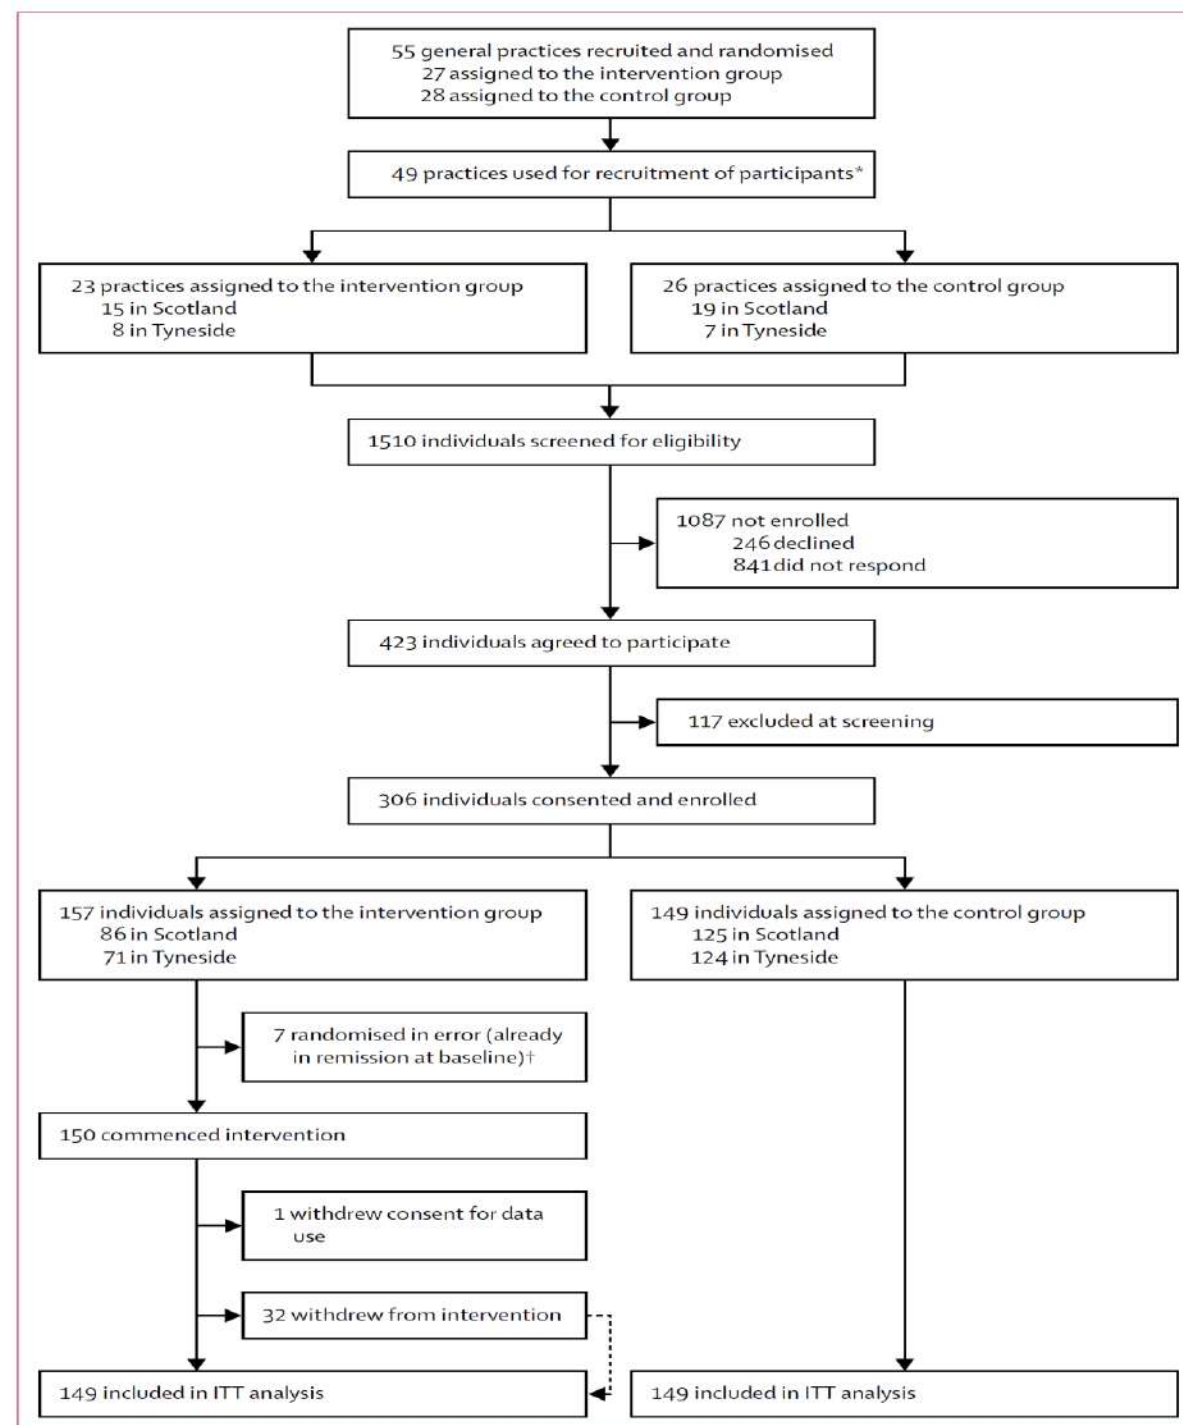 55 general practices recruited and randomised
27 assigned to the intervention group
28 assigned to the control group
49 practices used for recruitment of participants*
23 practices assigned to the intervention group
15 in Scotland
8 in Tyneside
26 practices assigned to the control group
19 in Scotland
7 in Tyneside
1510 individuals screened for eligibility
1087 not enrolled
246 declined
841 did not respond
423 individuals agreed to participate
117 excluded at screening
306 individuals consented and enrolled
157 individuals assigned to the intervention group
86 in Scotland
71 in Tyneside
149 individuals assigned to the control group
125 in Scotland
124 in Tyneside
7 randomised in error (already
in remission at baseline)†
150 commenced intervention
1 withdrew consent for data
use
32 withdrew from intervention
149 included in ITT analysis
149 included in ITT analysis